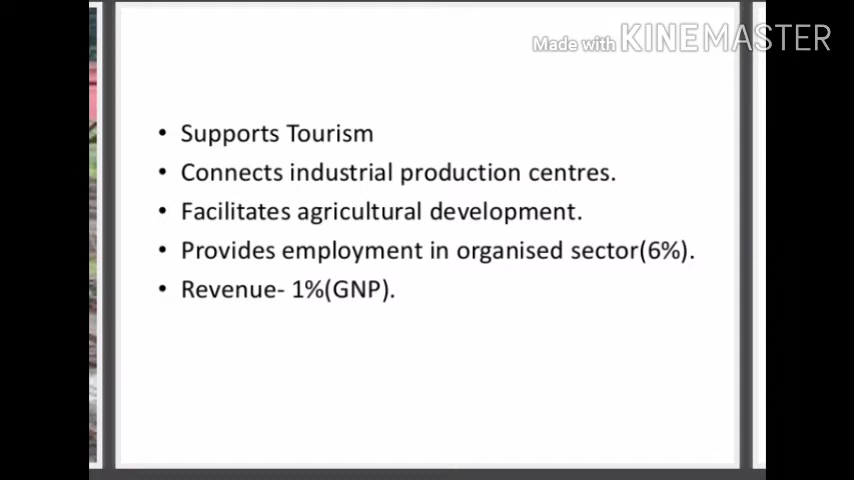 Made with KINEMASTER
• Supports Tourism
• Connects industrial production centres.
• Facilitates agricultural development.
• Provides employment in organised sector(6%).
• Revenue- 1%(GNP).